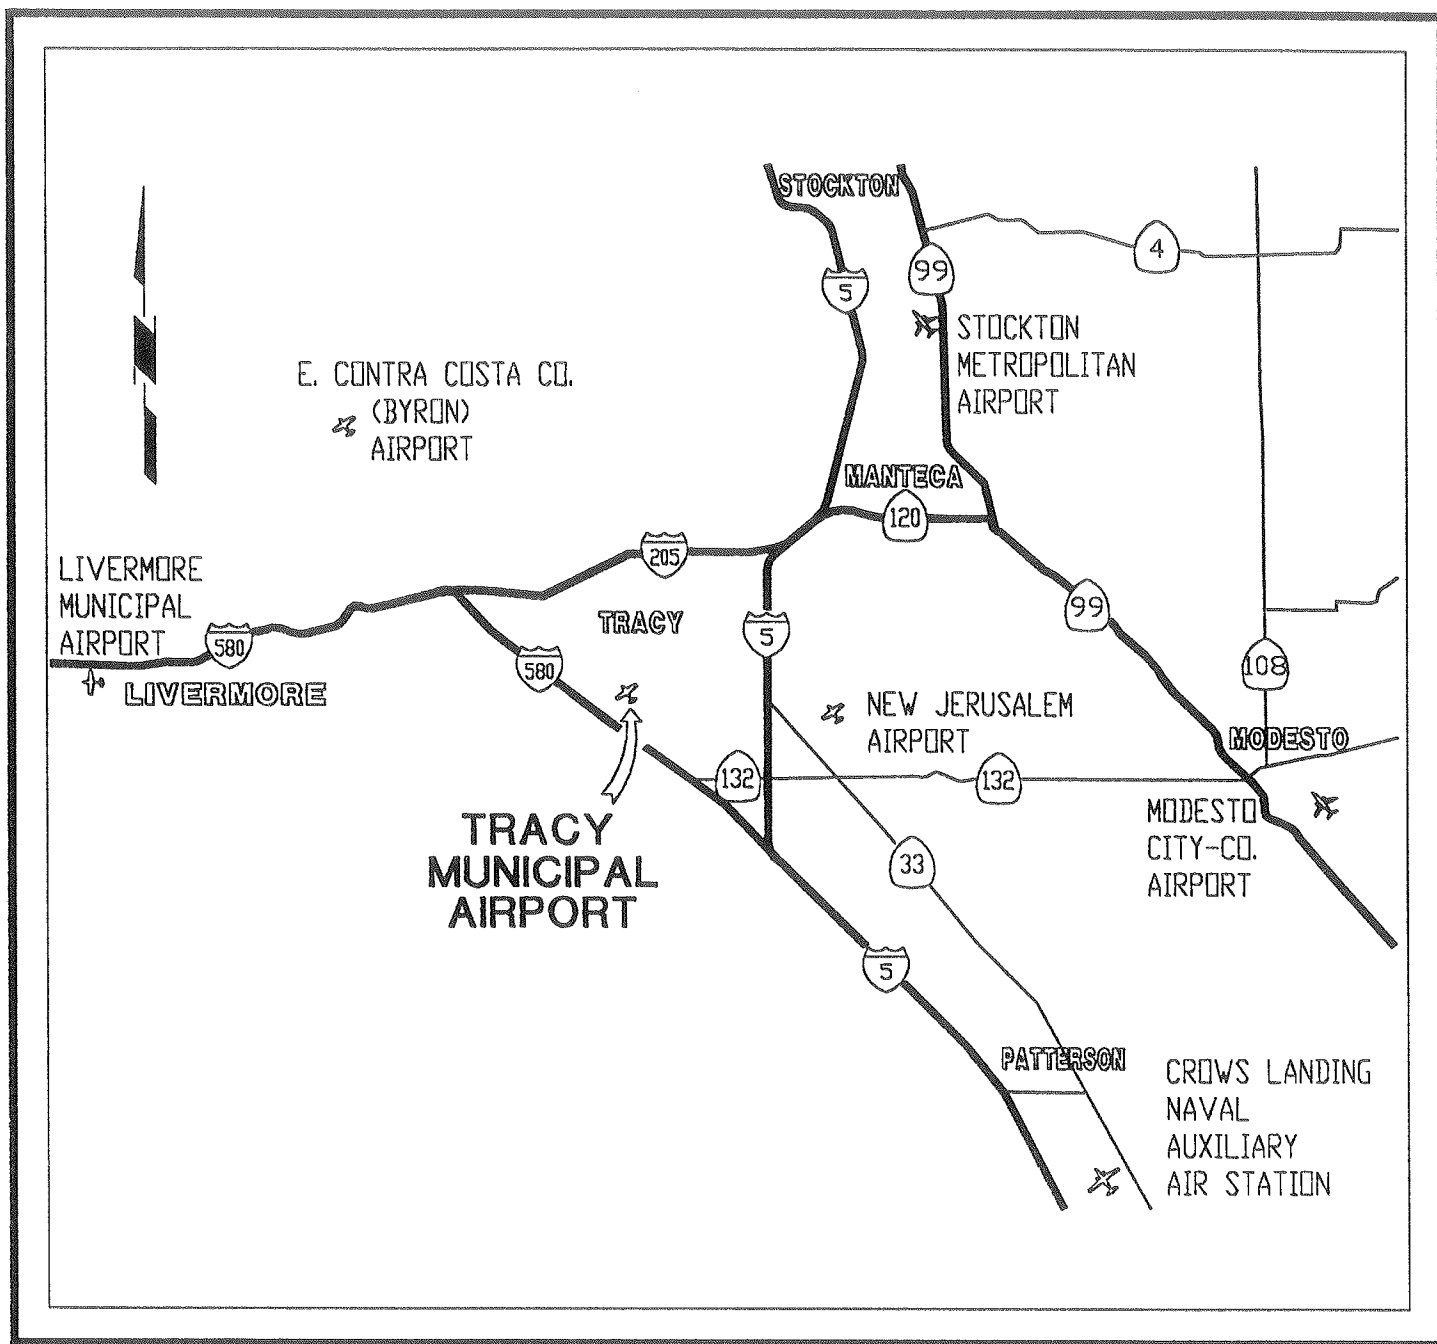 STOCKTON
4
99
5
STOCKTON
METROPOLITAN
AIRPORT
E. CONTRA COSTA CO.
(BYRON)
AIRPORT
MANTECA
120
205
LIVERMORE
MUNICIPAL
AIRPORT
580
LIVERMORE
TRACY
5
99
580
108
NEW JERUSALEM
AIRPORT
MODESTO
132
132
TRACY
MUNICIPAL
AIRPORT
MODESTO
CITY-CO.
AIRPORT
33
5
PATTERSON
CROWS LANDING
NAVAL
AUXILIARY
AIR STATION